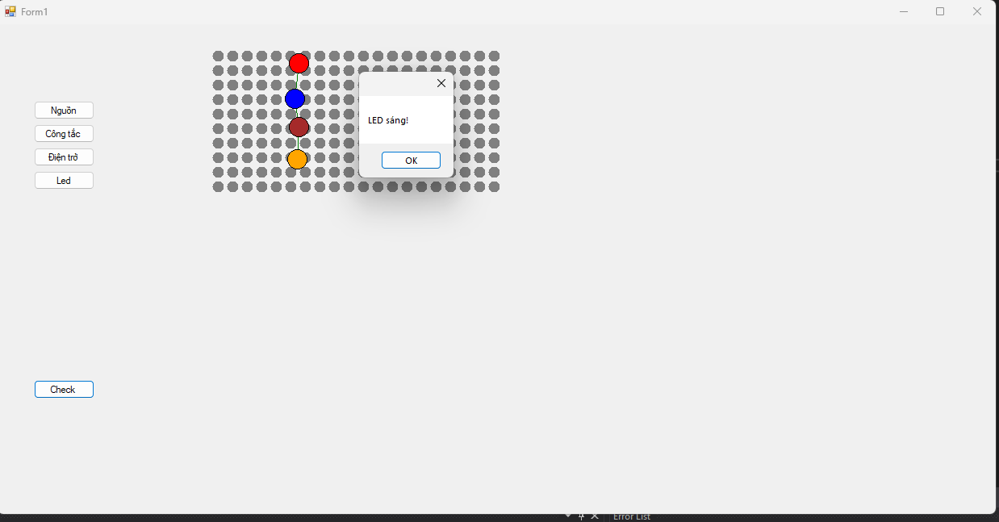 Form1
Nguồn
Công tắc
Điện trở
Led
LED sáng!
OK
Check
Error List